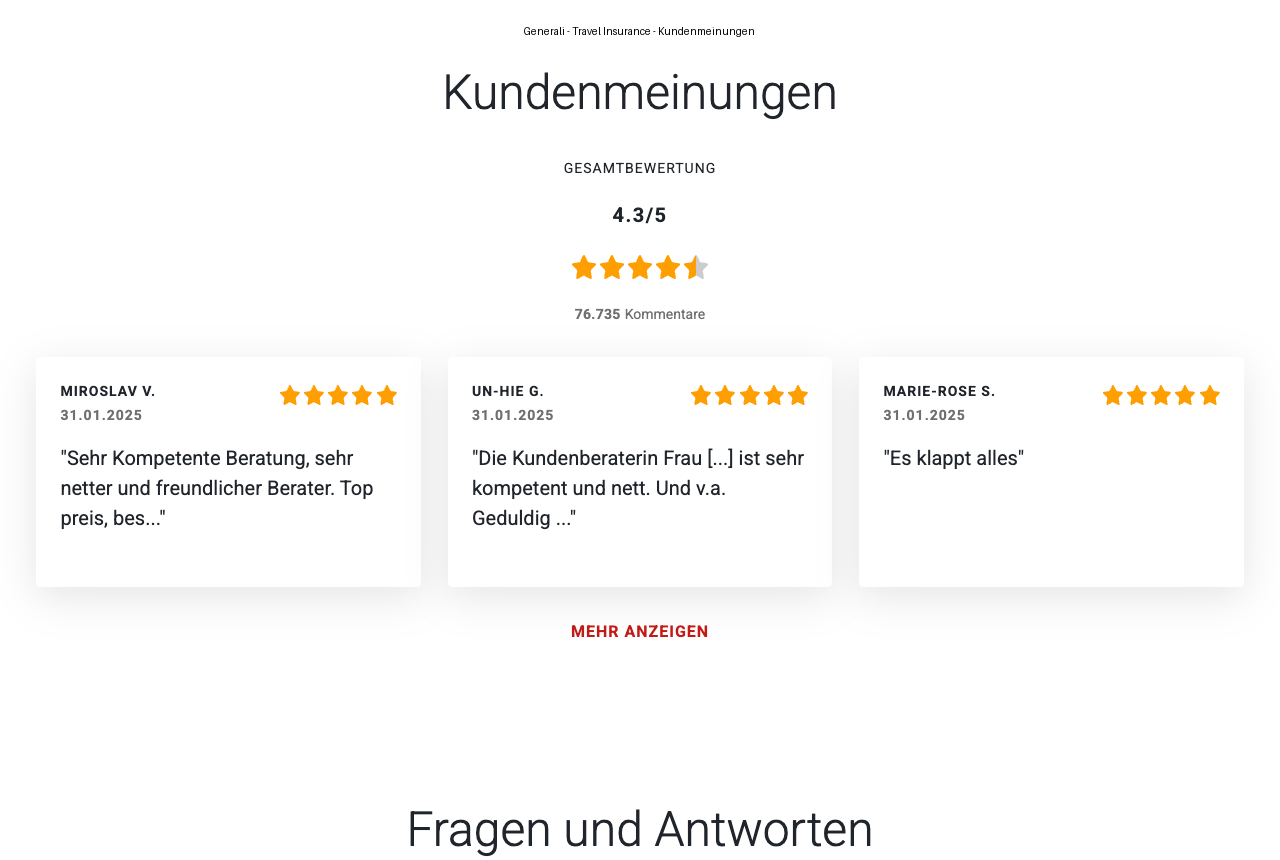 Generali - Travel Insurance - Kundenmeinungen
Kundenmeinungen
GESAMTBEWERTUNG
4.3/5
76.735 Kommentare
MIROSLAV V.
31.01.2025
"Sehr Kompetente Beratung, sehr
netter und freundlicher Berater. Top
preis, bes..."
UN-HIE G.
31.01.2025
"Die Kundenberaterin Frau [...] ist sehr
kompetent und nett. Und v.a.
Geduldig ..."
MARIE-ROSE S.
31.01.2025
"Es klappt alles"
MEHR ANZEIGEN
Fragen und Antworten